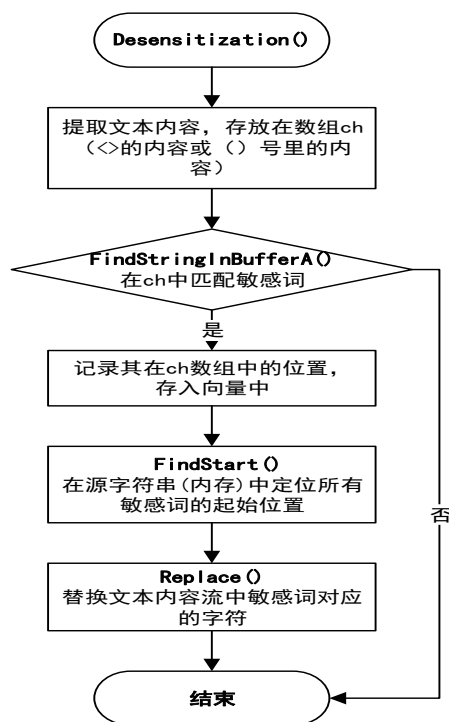 Desensitization()
提取文本内容，存放在数组ch
（<>的内容或（）号里的内
容）
FindStringInBufferA()
在ch中匹配敏感词
是
记录其在ch数组中的位置，
存入向量中
FindStart()
在源字符串(内存)中定位所有
敏感词的起始位置
否
Replace()
替换文本内容流中敏感词对应
的字符
结束